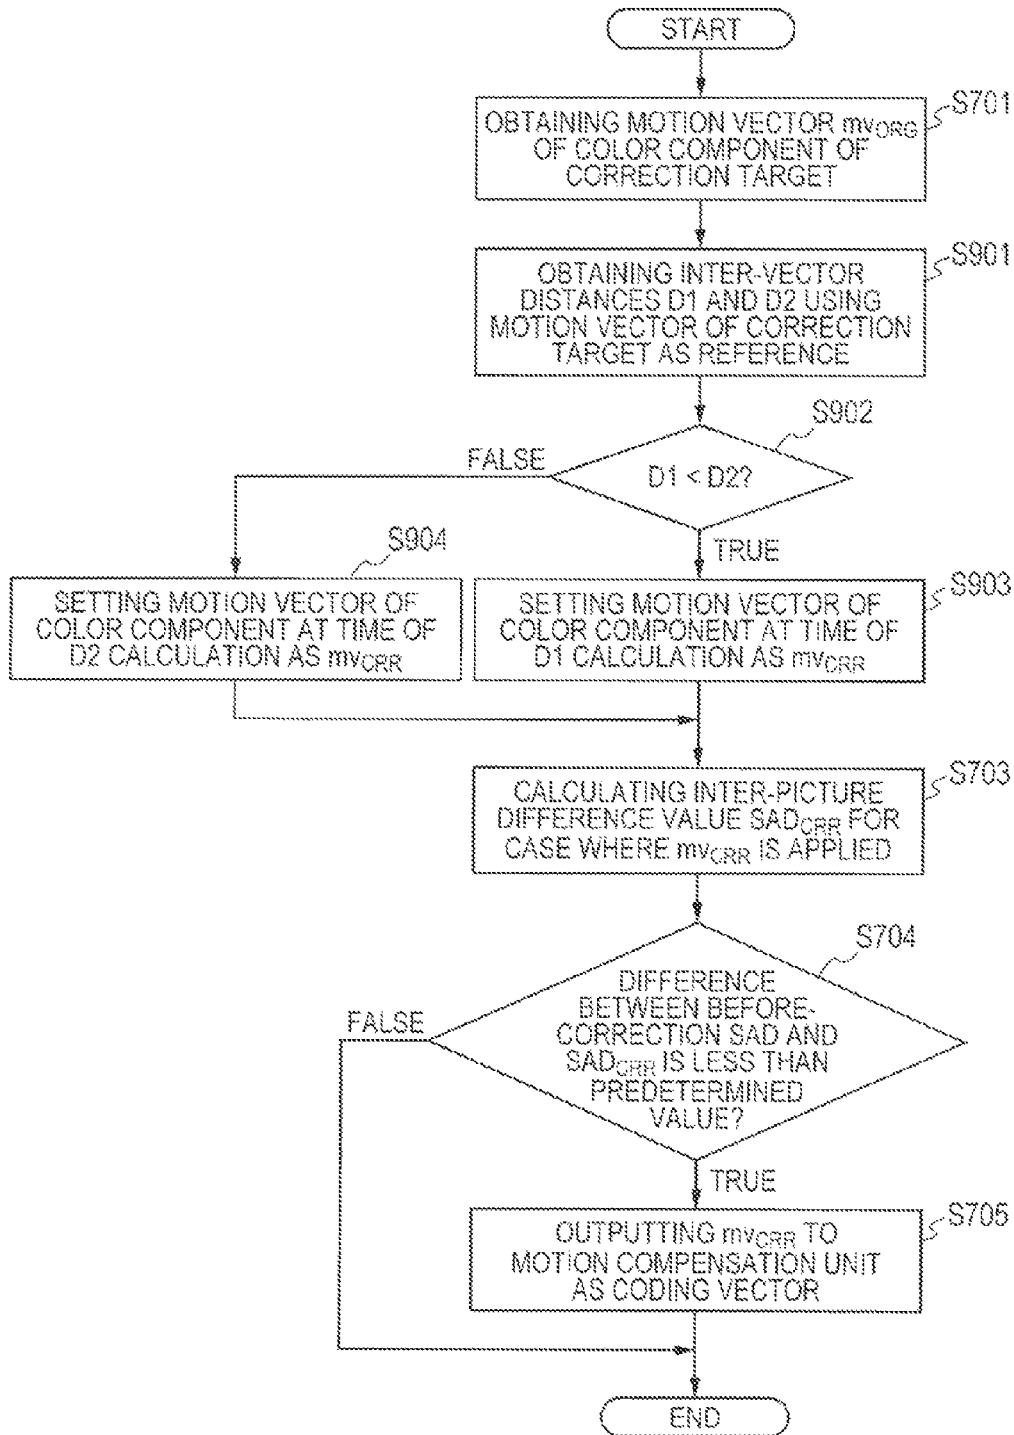 START
S701
OBTAINING MOTION VECTOR mvORG
OF COLOR COMPONENT OF
CORRECTION TARGET
S901
OBTAINING INTER-VECTOR
DISTANCES D1 AND D2 USING
MOTION VECTOR OF CORRECTION
TARGET AS REFERENCE
S902
FALSE
D1 < D2?
TRUE
S904
SETTING MOTION VECTOR OF
COLOR COMPONENT AT TIME OF
D2 CALCULATION AS mvCRR
S903
SETTING MOTION VECTOR OF
COLOR COMPONENT AT TIME OF
D1 CALCULATION AS mvCRR
S703
CALCULATING INTER-PICTURE
DIFFERENCE VALUE SADCRR FOR
CASE WHERE mvCRR IS APPLIED
S704
FALSE
DIFFERENCE
BETWEEN BEFORE-
CORRECTION SAD AND
SADCRR IS LESS THAN
PREDETERMINED
VALUE?
TRUE
S705
OUTPUTTING mvCRR TO
MOTION COMPENSATION UNIT
AS CODING VECTOR
END